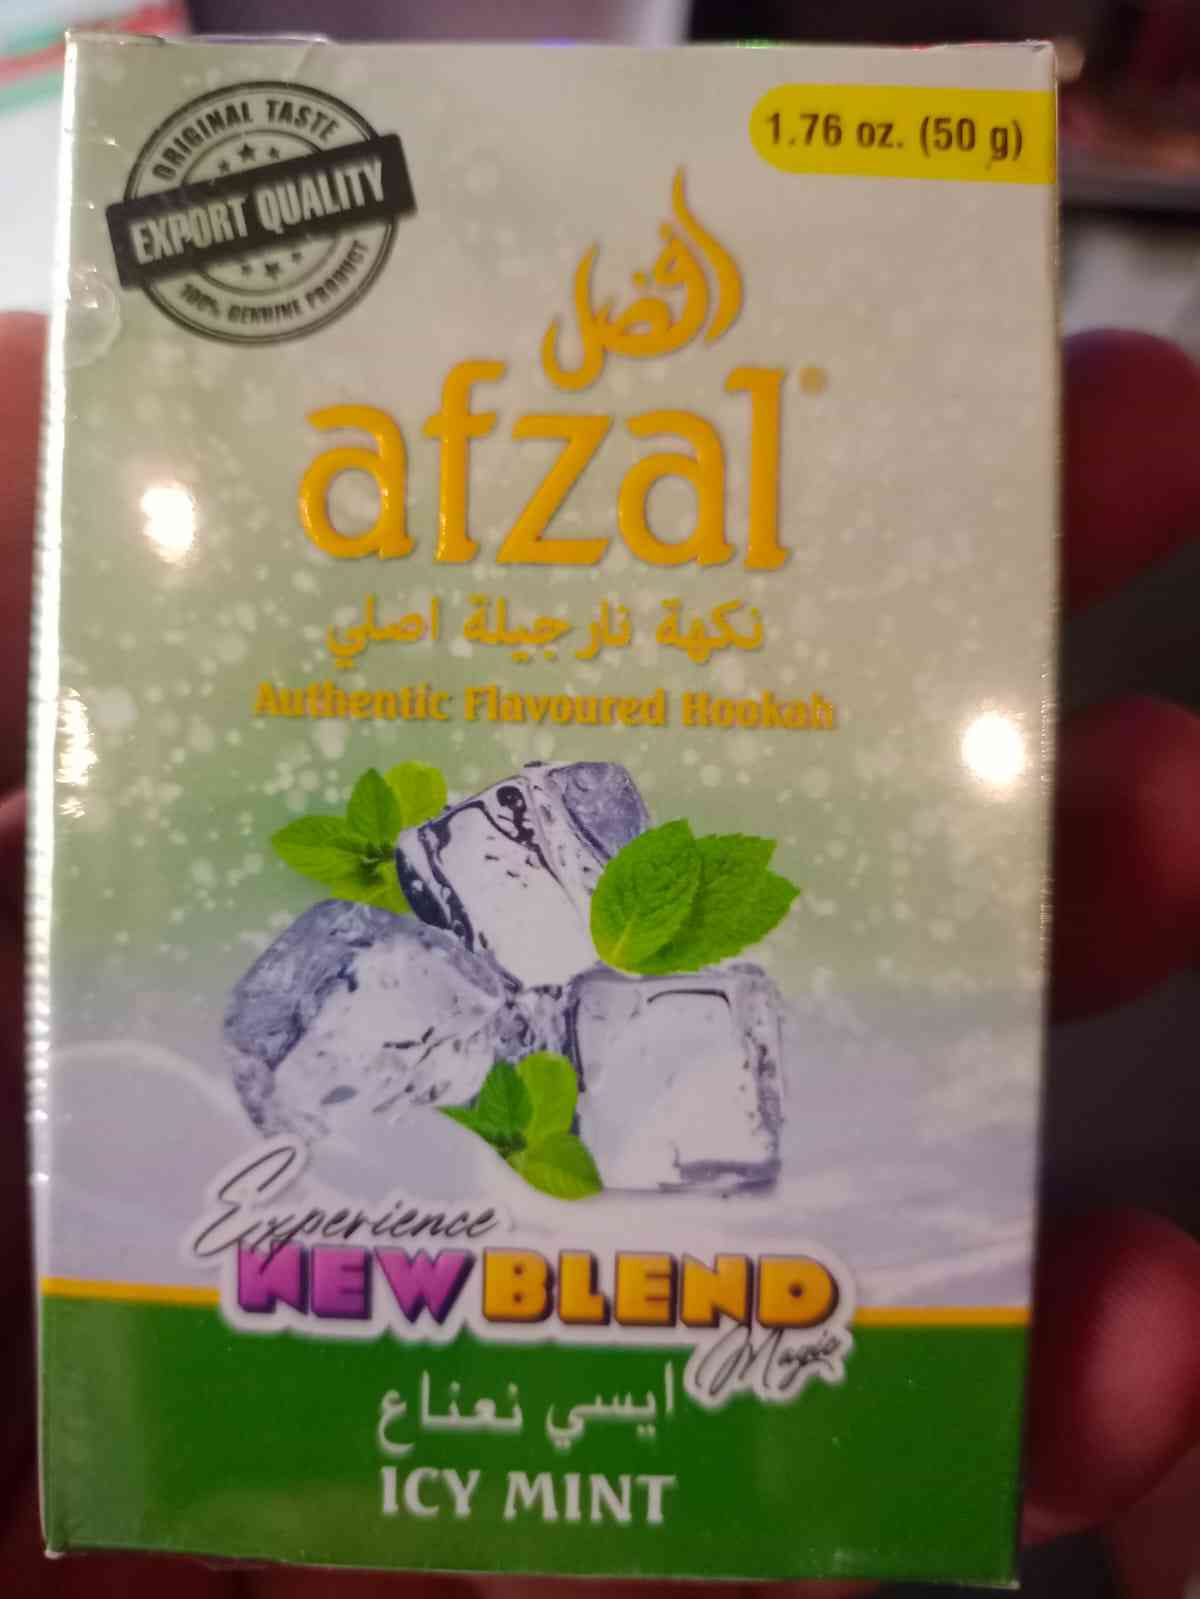 ORIGINAL TASTE
EXPORT QUALITY
100% GENUINE PRODUCT
1.76 oz. (50 g)
افضل
afzal®
نكهة نارجيلة اصلي
Authentic Flavoured Hookah
Experience
NEW BLEND
Magic
ايسي نعناع
ICY MINT